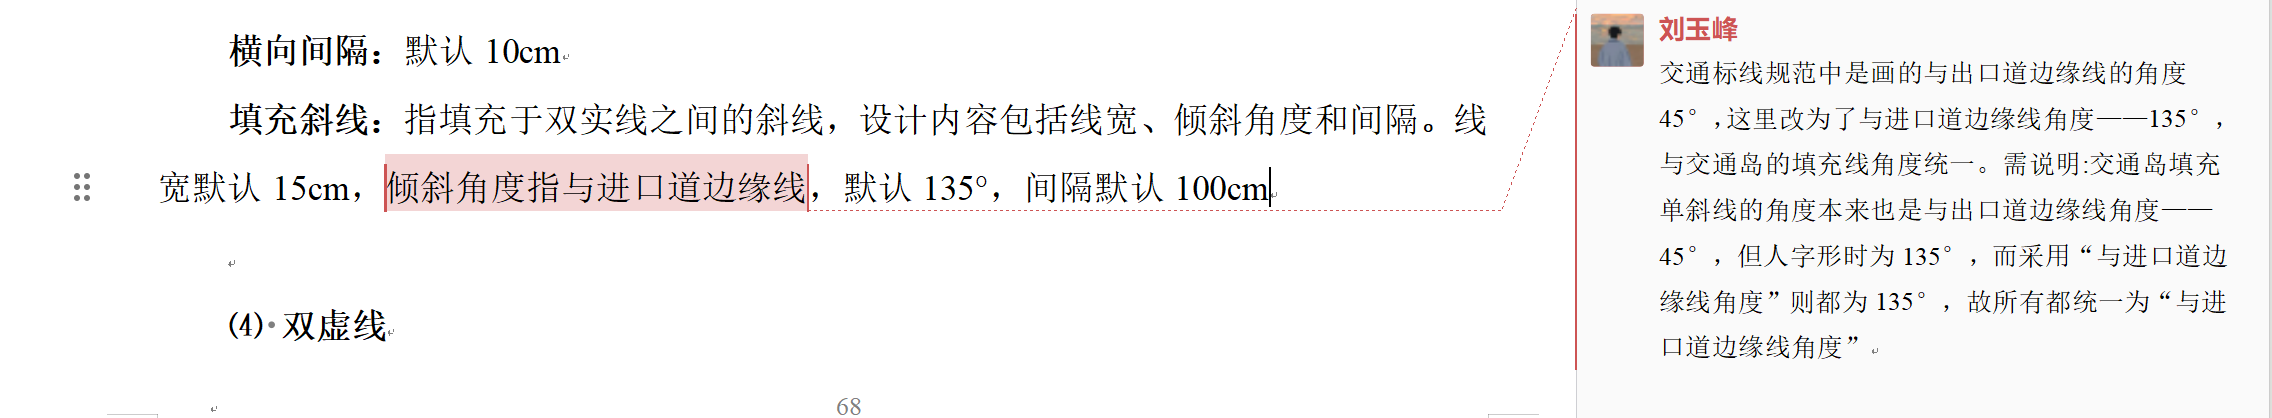 横向间隔：默认 10cm
填充斜线：指填充于双实线之间的斜线，设计内容包括线宽、倾斜角度和间隔。线
宽默认 15cm，倾斜角度指与进口道边缘线，默认 135°，间隔默认 100cm
(4) 双虚线
68
刘玉峰
交通标线规范中是画的与出口道边缘线的角度
45°，这里改为了与进口道边缘线角度——135°，
与交通岛的填充线角度统一。需说明:交通岛填充
单斜线的角度本来也是与出口道边缘线角度——
45°，但人字形时为 135°，而采用“与进口道边
缘线角度”则都为 135°，故所有都统一为“与进
口道边缘线角度”